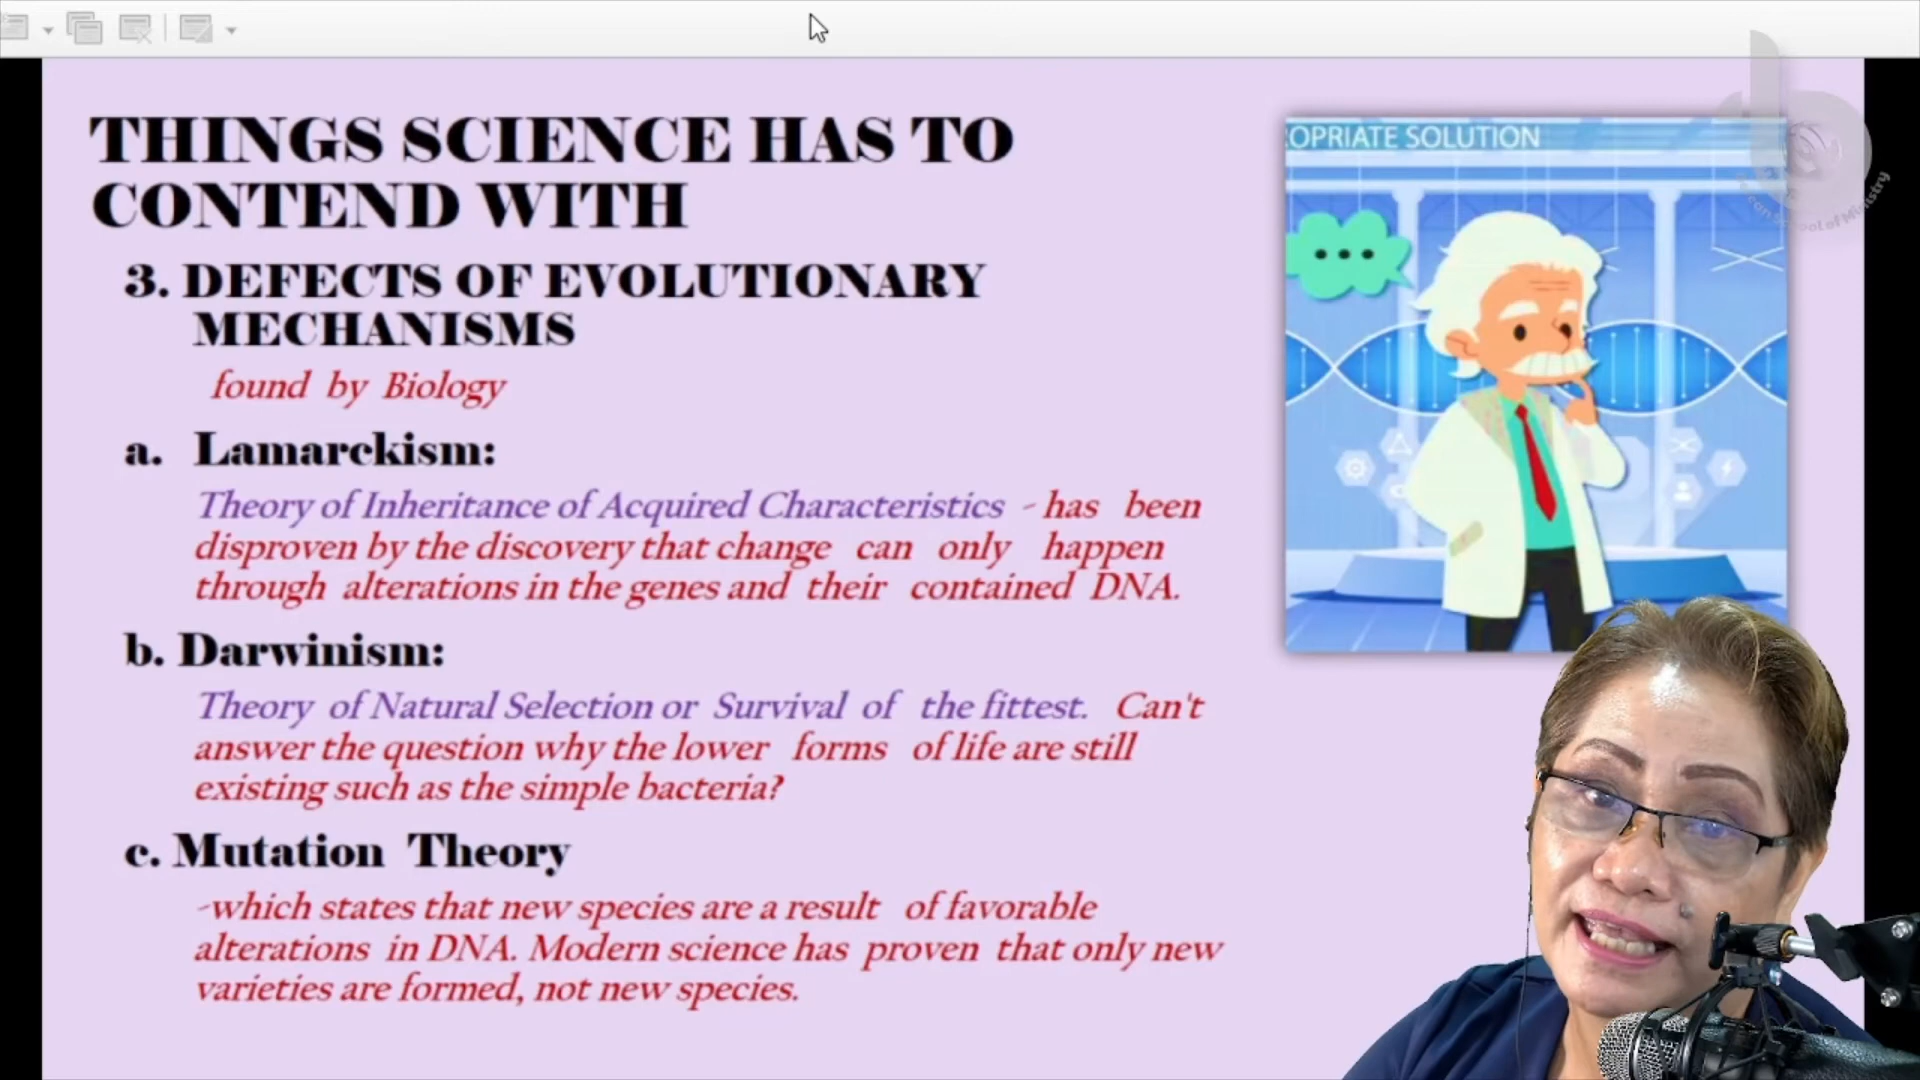 OPRIATE SOLUTION
THINGS SCIENCE HAS TO
CONTEND WITH
3. DEFECTS OF EVOLUTIONARY
MECHANISMS
found by Biology
a. Lamarckism:
Theory of Inheritance of Acquired Characteristics - has been
disproven by the discovery that change can only happen
through alterations in the genes and their contained DNA.
b. Darwinism:
Theory of Natural Selection or Survival of the fittest. Can't
answer the question why the lower forms of life are still
existing such as the simple bacteria?
c. Mutation Theory
-which states that new species are a result of favorable
alterations in DNA. Modern science has proven that only new
varieties are formed, not new species.
School of Ministry